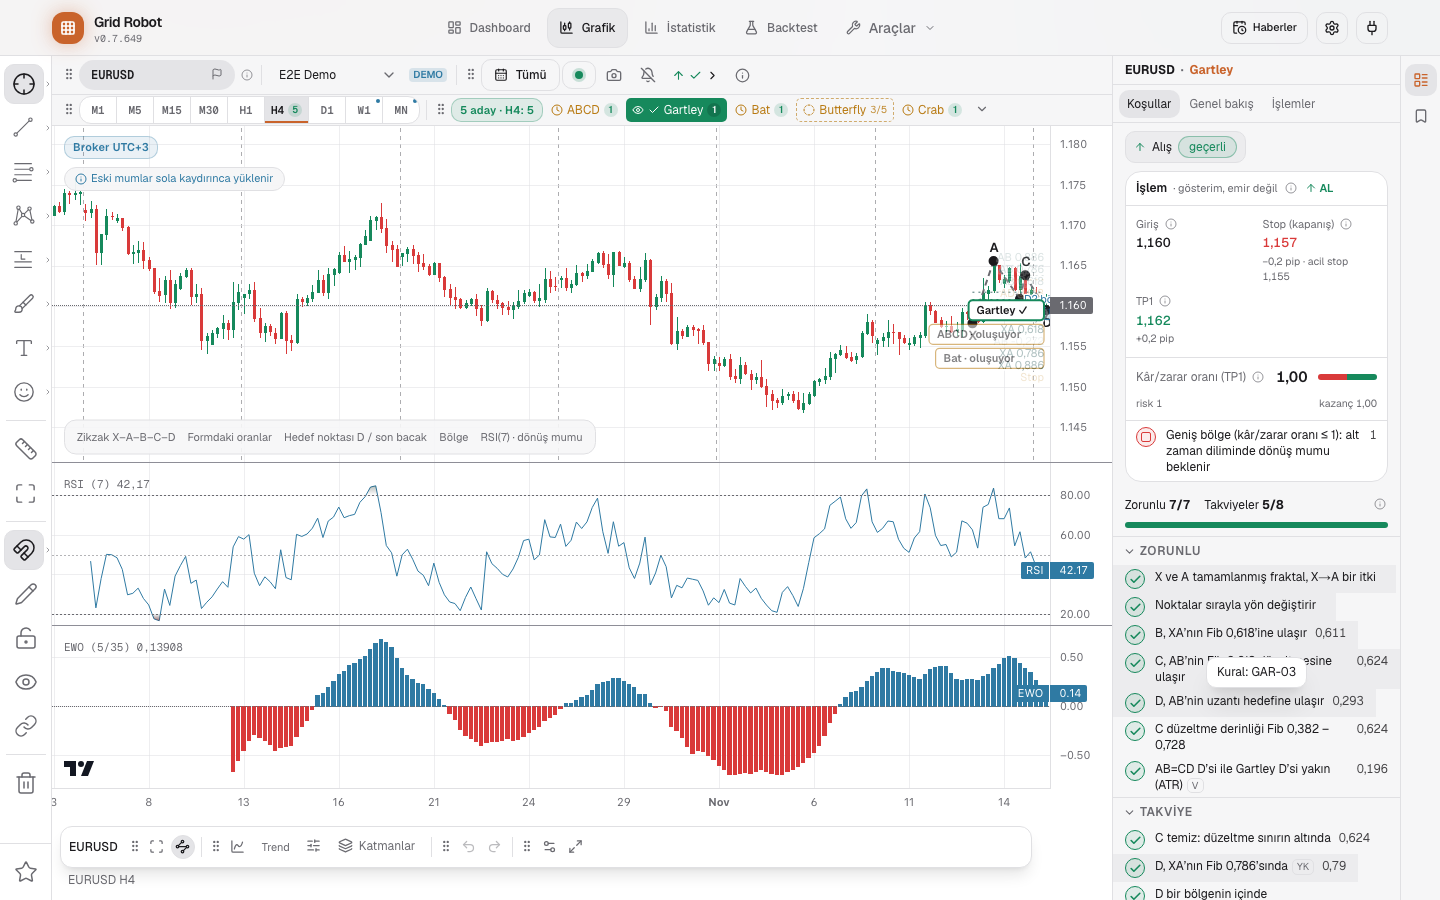 Grid Robot
v0.7.649
Dashboard
Grafik
İstatistik
Backtest
Araçlar
Haberler
EURUSD
E2E Demo
DEMO
Tümü
M1 M5 M15 M30 H1 H4 5 D1 W1 MN
5 aday · H4: 5
ABCD 1
Gartley 1
Bat 1
Butterfly 3/5
Crab 1
Broker UTC+3
Eski mumlar sola kaydırınca yüklenir
A
C
X
Gartley ✓
ABCD · oluşuyor
XA 0,618
Bat · oluşuyor
XA 0,786
XA 0,886
Stop
1.180
1.175
1.170
1.165
1.160
1.155
1.150
1.145
Zikzak X–A–B–C–D Formdaki oranlar Hedef noktası D / son bacak Bölge RSI(7) · dönüş mumu
RSI (7) 42,17
80.00
60.00
RSI 42.17
20.00
EWO (5/35) 0,13908
0.50
EWO 0.14
0.00
−0.50
3 8 13 16 21 24 29 Nov 6 11 14
EURUSD
Trend
Katmanlar
EURUSD H4
EURUSD · Gartley
Koşullar Genel bakış İşlemler
Alış geçerli
İşlem · gösterim, emir değil AL
Giriş
1,160
Stop (kapanış)
1,157
−0,2 pip · acil stop
1,155
TP1
1,162
+0,2 pip
Kâr/zarar oranı (TP1) 1,00
risk 1 kazanç 1,00
Geniş bölge (kâr/zarar oranı ≤ 1): alt 1
zaman diliminde dönüş mumu
beklenir
Zorunlu 7/7 Takviyeler 5/8
ZORUNLU
X ve A tamamlanmış fraktal, X→A bir itki
Noktalar sırayla yön değiştirir
B, XA'nın Fib 0,618'ine ulaşır 0,611
C, AB'nin 0,624
ulaşır
Kural: GAR-03
D, AB'nin uzantı hedefine ulaşır 0,293
C düzeltme derinliği Fib 0,382 – 0,624
0,728
AB=CD D'si ile Gartley D'si yakın 0,196
(ATR) V
TAKVİYE
C temiz: düzeltme sınırın altında 0,624
D, XA'nın Fib 0,786'sında YK 0,79
D bir bölgenin içinde